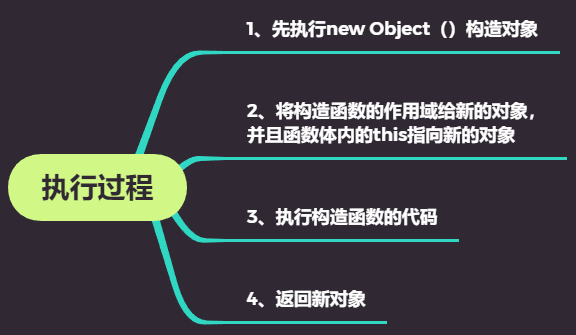 1、先执行new Object（）构造对象
2、将构造函数的作用域给新的对象，
并且函数体内的this指向新的对象
执行过程
3、执行构造函数的代码
4、返回新对象